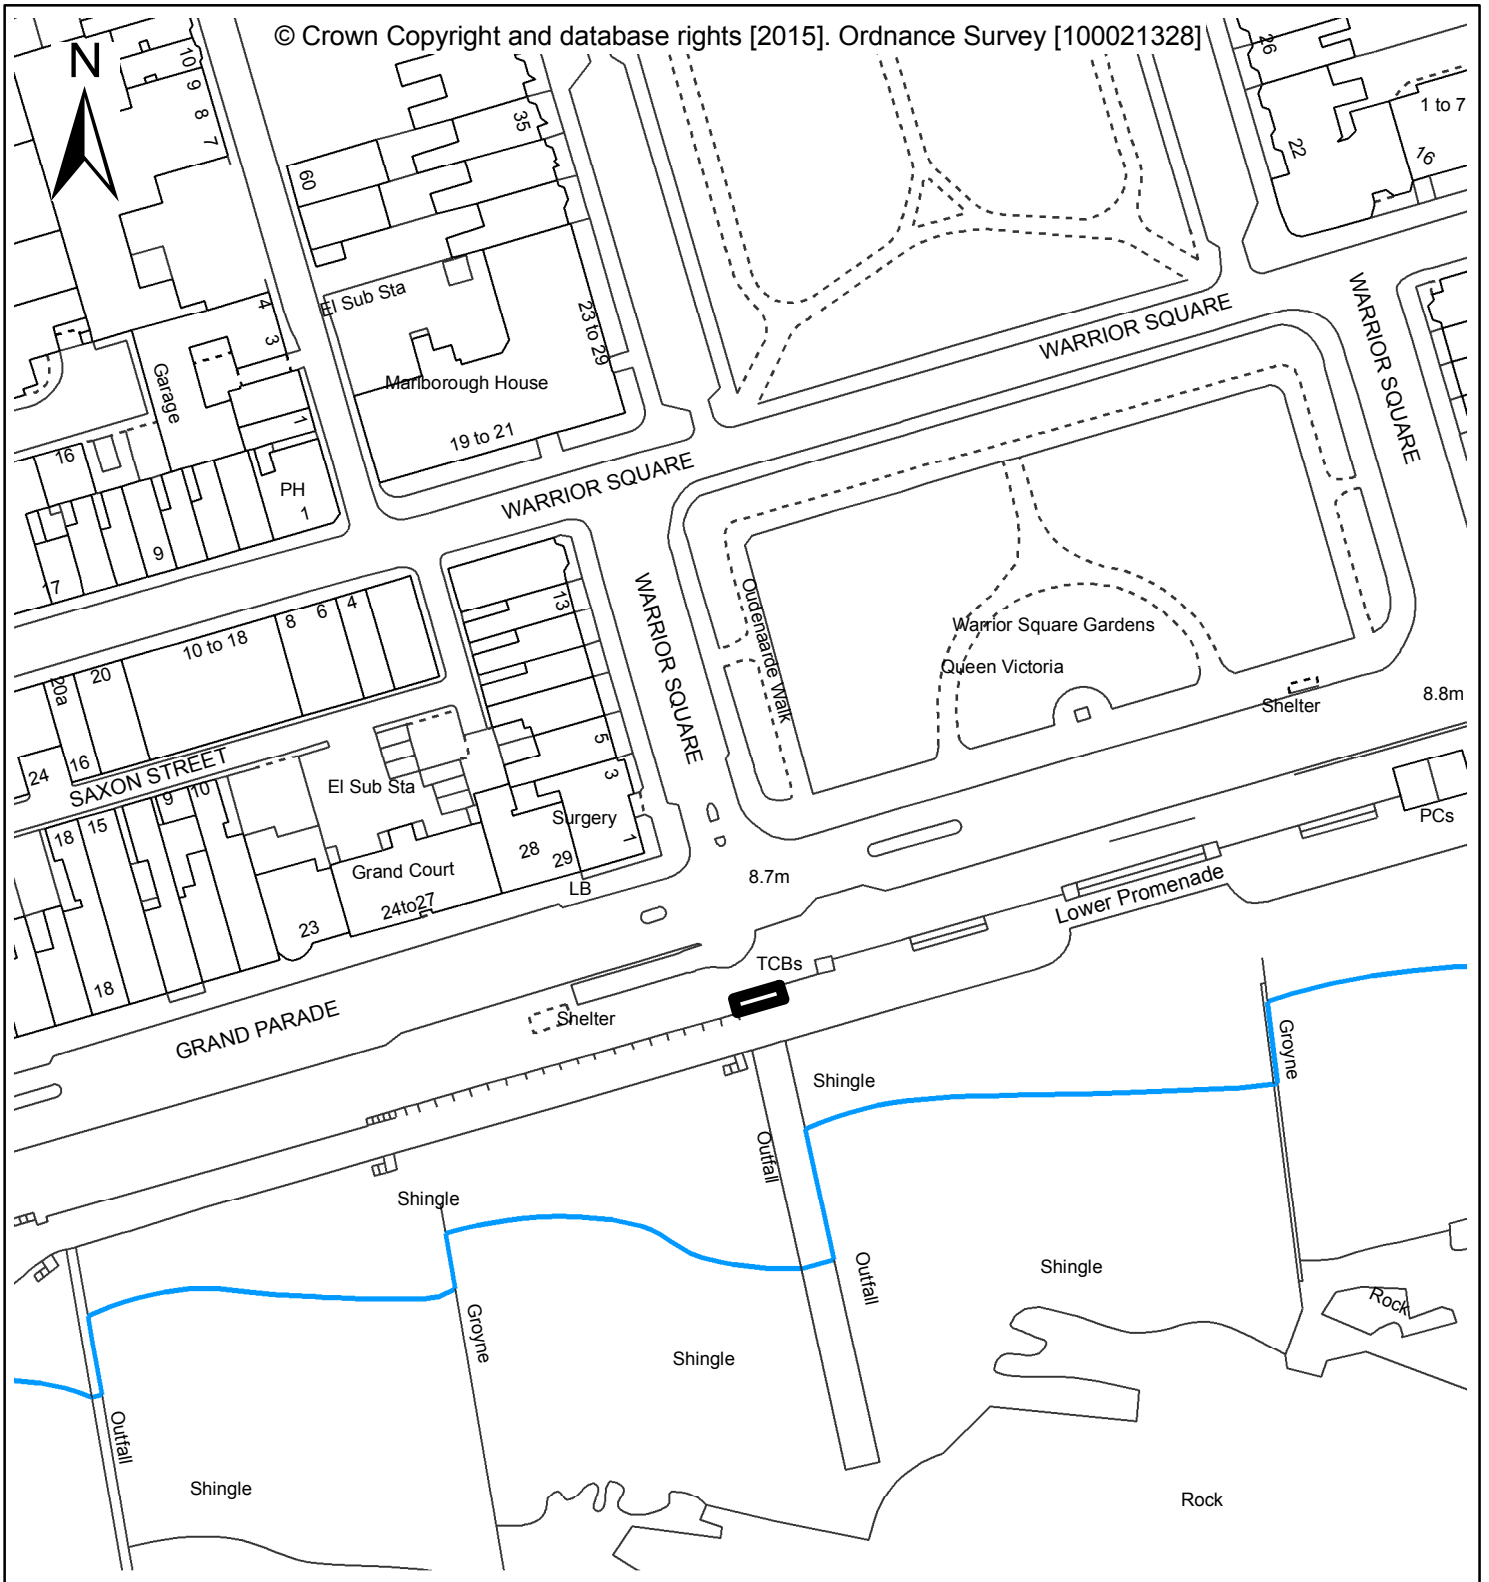 © Crown Copyright and database rights [2015]. Ordnance Survey [100021328]
N
10
9
8
7
60
35
26
22
1 to 7
16
El Sub Sta
4
3
23 to 29
WARRIOR SQUARE
WARRIOR SQUARE
Garage
Marlborough House
19 to 21
1
16
PH
1
WARRIOR SQUARE
9
17
13
WARRIOR SQUARE
Oudenaarde Walk
4
6
8
10 to 18
20
20a
Warrior Square Gardens
Queen Victoria
Shelter
8.8m
16
24
SAXON STREET
El Sub Sta
5
3
9
10
18
15
Surgery
1
PCs
28
29
Grand Court
LB
8.7m
24to27
23
Lower Promenade
TCBs
18
Shelter
GRAND PARADE
Groyne
Shingle
Outfall
Shingle
Outfall
Shingle
Rock
Groyne
Shingle
Outfall
Shingle
Rock